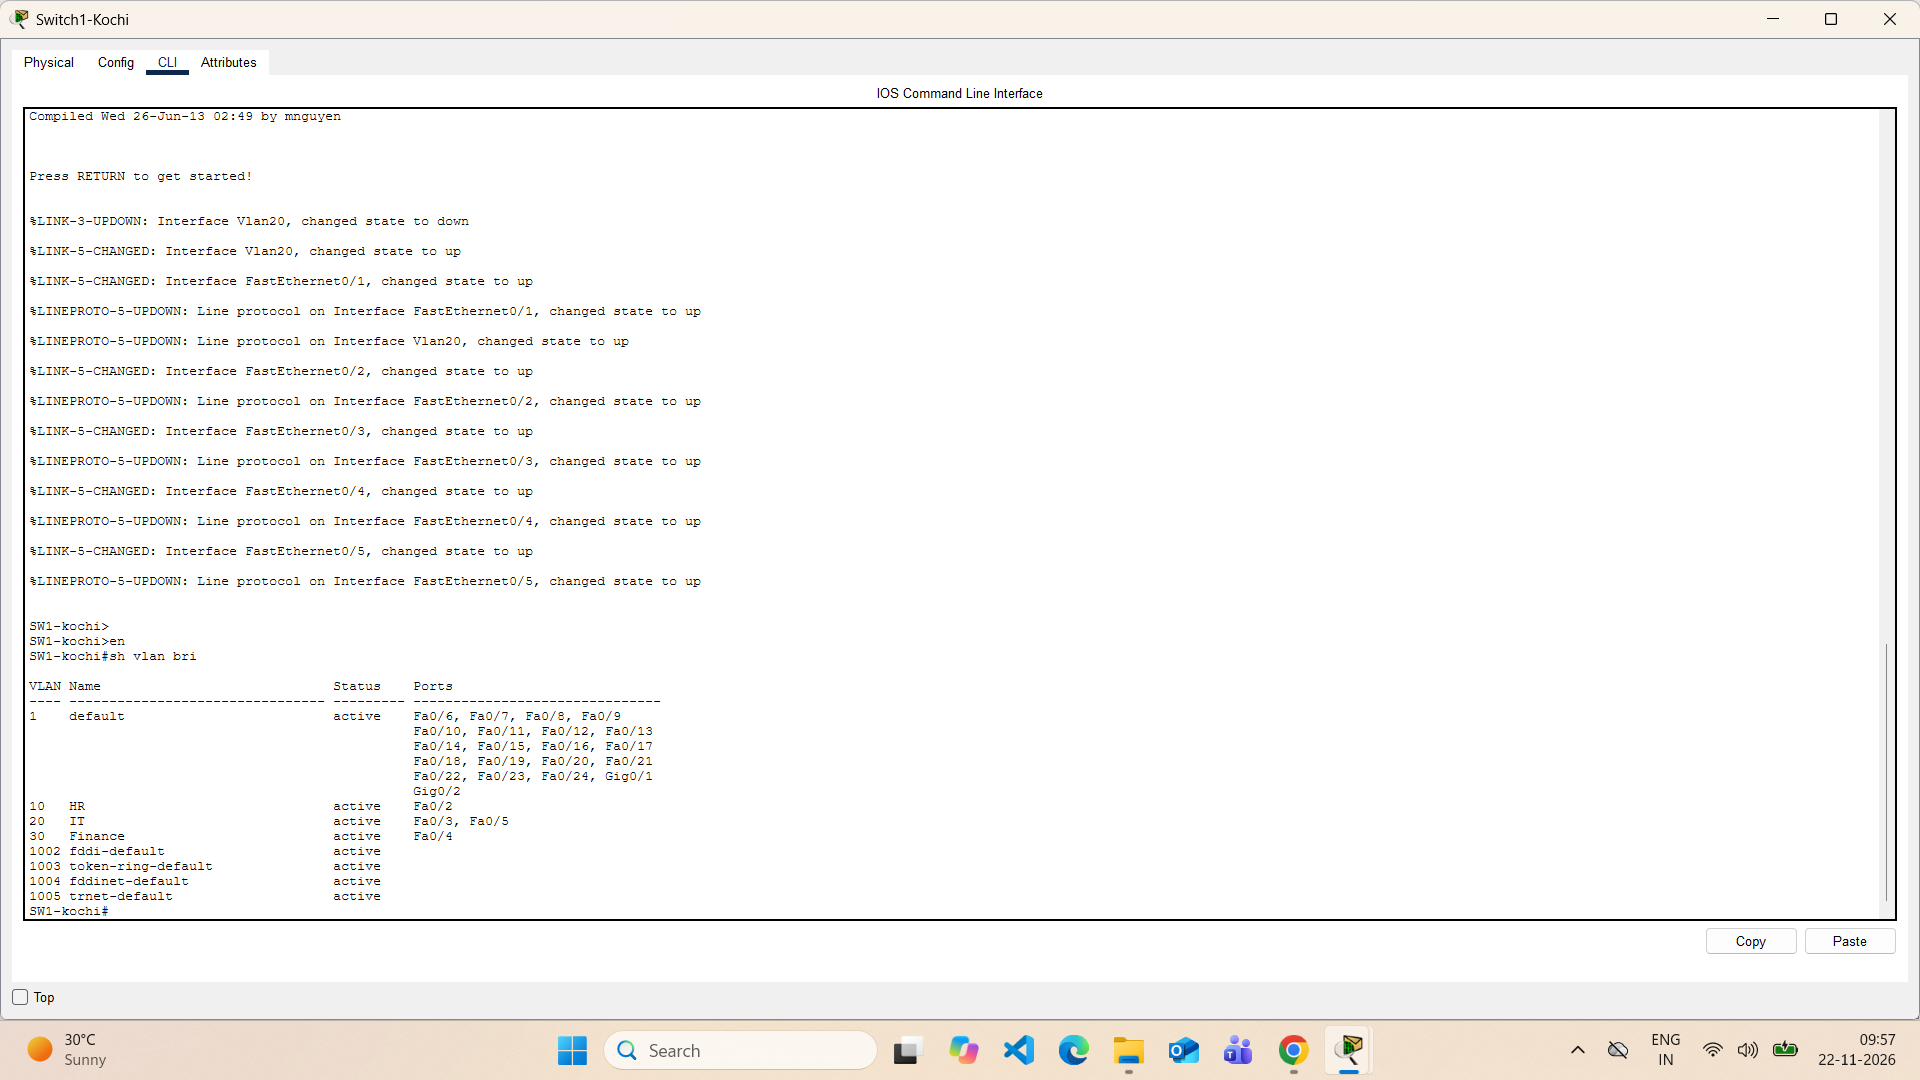 Switch1-Kochi
Physical Config CLI Attributes
IOS Command Line Interface
Compiled Wed 26-Jun-13 02:49 by mnguyen
Press RETURN to get started!
%LINK-3-UPDOWN: Interface Vlan20, changed state to down
%LINK-5-CHANGED: Interface Vlan20, changed state to up
%LINK-5-CHANGED: Interface FastEthernet0/1, changed state to up
%LINEPROTO-5-UPDOWN: Line protocol on Interface FastEthernet0/1, changed state to up
%LINEPROTO-5-UPDOWN: Line protocol on Interface Vlan20, changed state to up
%LINK-5-CHANGED: Interface FastEthernet0/2, changed state to up
%LINEPROTO-5-UPDOWN: Line protocol on Interface FastEthernet0/2, changed state to up
%LINK-5-CHANGED: Interface FastEthernet0/3, changed state to up
%LINEPROTO-5-UPDOWN: Line protocol on Interface FastEthernet0/3, changed state to up
%LINK-5-CHANGED: Interface FastEthernet0/4, changed state to up
%LINEPROTO-5-UPDOWN: Line protocol on Interface FastEthernet0/4, changed state to up
%LINK-5-CHANGED: Interface FastEthernet0/5, changed state to up
%LINEPROTO-5-UPDOWN: Line protocol on Interface FastEthernet0/5, changed state to up
SW1-kochi>
SW1-kochi>en
SW1-kochi#sh vlan bri
VLAN Name                             Status    Ports
---- -------------------------------- --------- -------------------------------
1    default                          active    Fa0/6, Fa0/7, Fa0/8, Fa0/9
                                                Fa0/10, Fa0/11, Fa0/12, Fa0/13
                                                Fa0/14, Fa0/15, Fa0/16, Fa0/17
                                                Fa0/18, Fa0/19, Fa0/20, Fa0/21
                                                Fa0/22, Fa0/23, Fa0/24, Gig0/1
                                                Gig0/2
10   HR                               active    Fa0/2
20   IT                               active    Fa0/3, Fa0/5
30   Finance                          active    Fa0/4
1002 fddi-default                     active
1003 token-ring-default               active
1004 fddinet-default                  active
1005 trnet-default                    active
SW1-kochi#
Copy Paste
Top
30°C
Sunny
Search
ENG
IN
09:57
22-11-2026